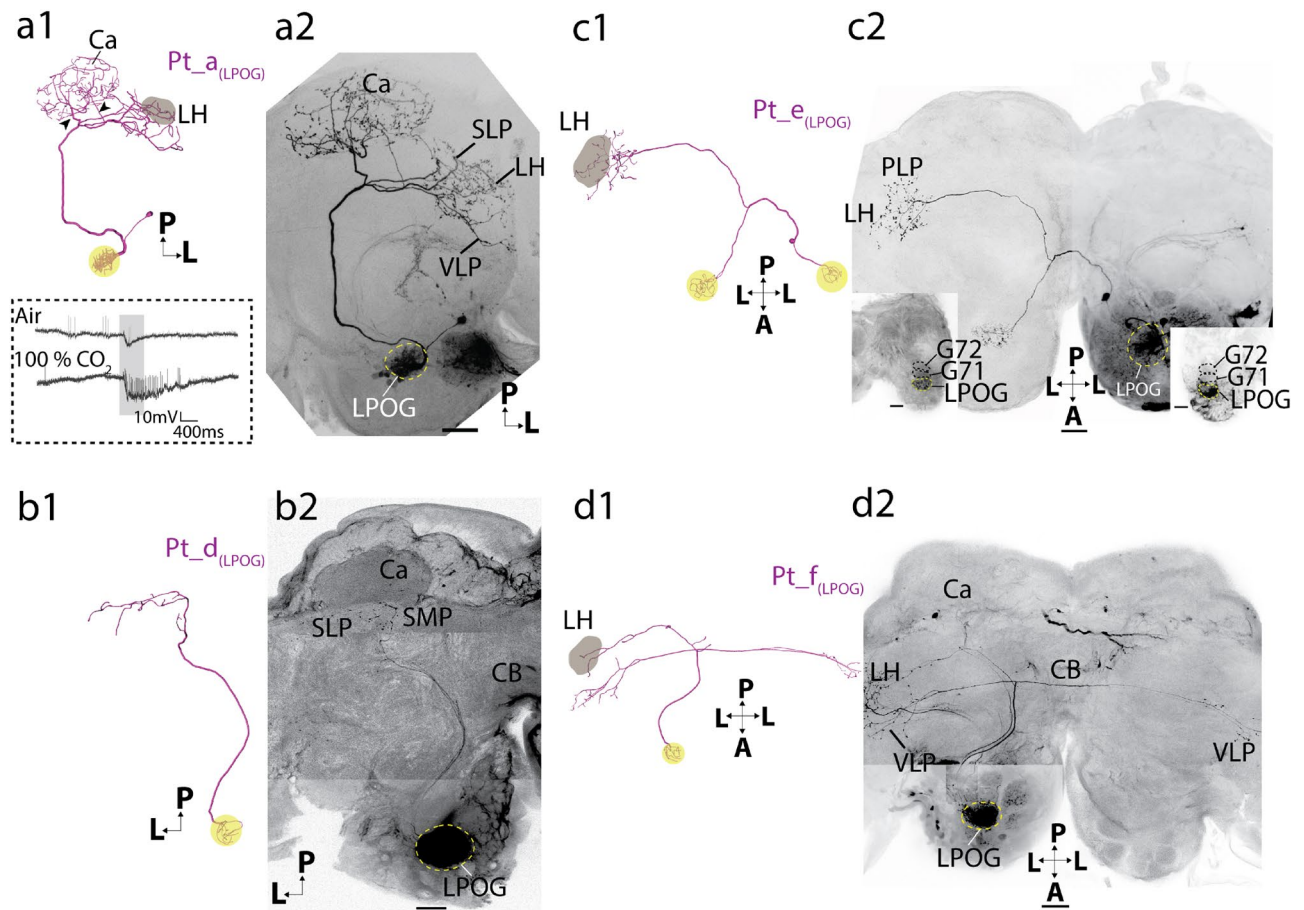 a1
Ca
Pt_a(LPOG)
LH
P
L
Air
100 % CO2
10mV
400ms
a2
Ca
SLP
LH
VLP
LPOG
P
L
c1
LH
Pt_e(LPOG)
P
L L
A
c2
PLP
LH
G72
G71
LPOG
P
L L
A
LPOG
G72
G71
LPOG
b1
Pt_d(LPOG)
P
L
b2
Ca
SLP
SMP
CB
P
L
LPOG
d1
Pt_f(LPOG)
LH
P
L L
A
d2
Ca
LH
CB
VLP
VLP
LPOG
P
L L
A